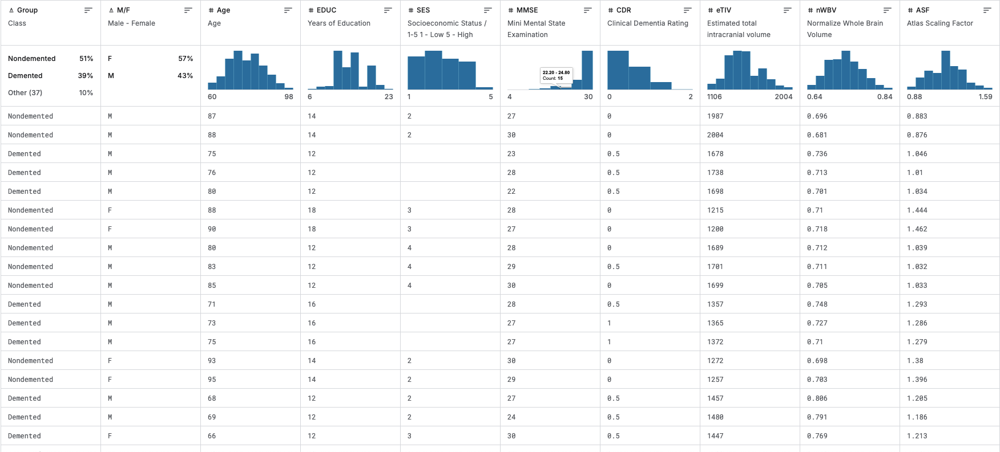 Group M/F Age EDUC SES MMSE CDR eTIV nWBV ASF
Class Male - Female Age Years of Education Socioeconomic Status / Mini Mental State Clinical Dementia Rating Estimated total Normalize Whole Brain Atlas Scaling Factor
1-5 1 - Low 5 - High Examination intracranial volume Volume
Nondemented 51% F 57%
22.20 - 24.80
Count: 15
Demented 39% M 43%
Other (37) 10%
60 98 6 23 1 5 4 30 0 2 1106 2004 0.64 0.84 0.88 1.59
Nondemented M 87 14 2 27 0 1987 0.696 0.883
Nondemented M 88 14 2 30 0 2004 0.681 0.876
Demented M 75 12 23 0.5 1678 0.736 1.046
Demented M 76 12 28 0.5 1738 0.713 1.01
Demented M 80 12 22 0.5 1698 0.701 1.034
Nondemented F 88 18 3 28 0 1215 0.71 1.444
Nondemented F 90 18 3 27 0 1200 0.718 1.462
Nondemented M 80 12 4 28 0 1689 0.712 1.039
Nondemented M 83 12 4 29 0.5 1701 0.711 1.032
Nondemented M 85 12 4 30 0 1699 0.705 1.033
Demented M 71 16 28 0.5 1357 0.748 1.293
Demented M 73 16 27 1 1365 0.727 1.286
Demented M 75 16 27 1 1372 0.71 1.279
Nondemented F 93 14 2 30 0 1272 0.698 1.38
Nondemented F 95 14 2 29 0 1257 0.703 1.396
Demented M 68 12 2 27 0.5 1457 0.806 1.205
Demented M 69 12 2 24 0.5 1480 0.791 1.186
Demented F 66 12 3 30 0.5 1447 0.769 1.213